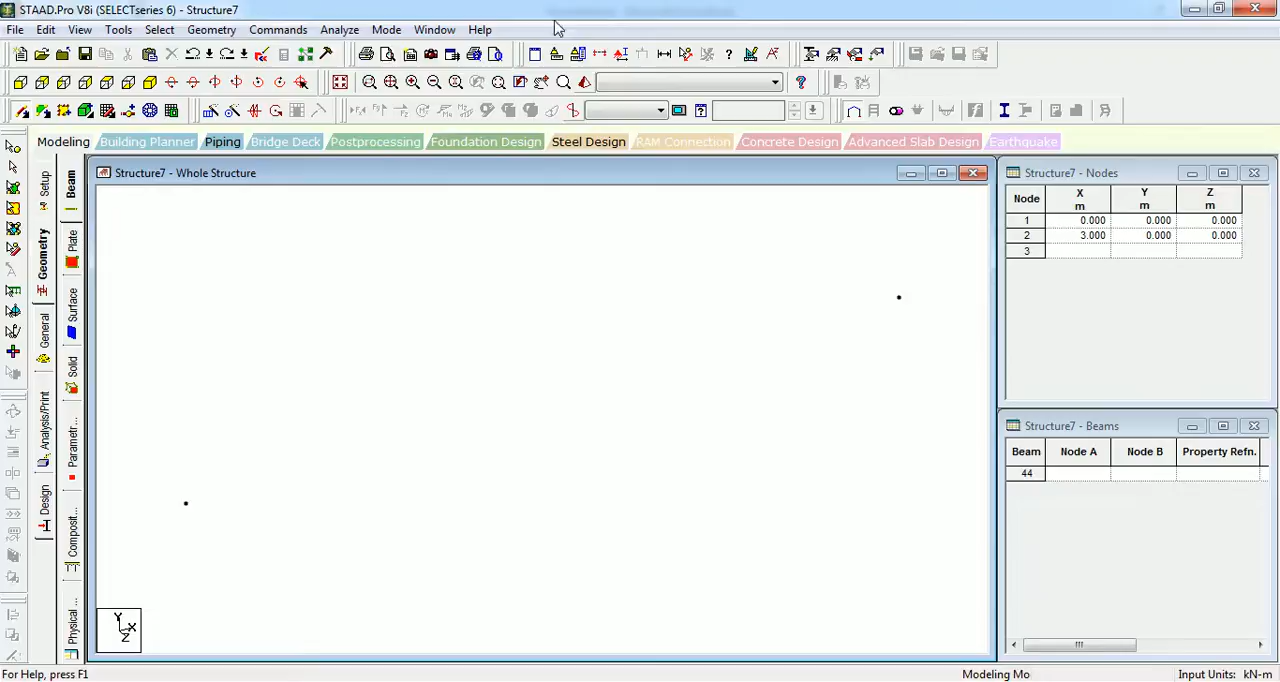 STAAD.Pro V8i (SELECTseries 6) - Structure7
File Edit View Tools Select Geometry Commands Analyze Mode Window Help
Modeling Building Planner Piping Bridge Deck Postprocessing Foundation Design Steel Design RAM Connection Concrete Design Advanced Slab Design Earthquake
Setup
Geometry
General
Analysis/Print
Design
Beam
Plate
Surface
Solid
Parametr...
Composit...
Physical ...
Structure7 - Whole Structure
Y
X
Z
Structure7 - Nodes
Node X m Y m Z m
1 0.000 0.000 0.000
2 3.000 0.000 0.000
3
Structure7 - Beams
Beam Node A Node B Property Refn.
44
For Help, press F1 Modeling Mo Input Units: kN-m